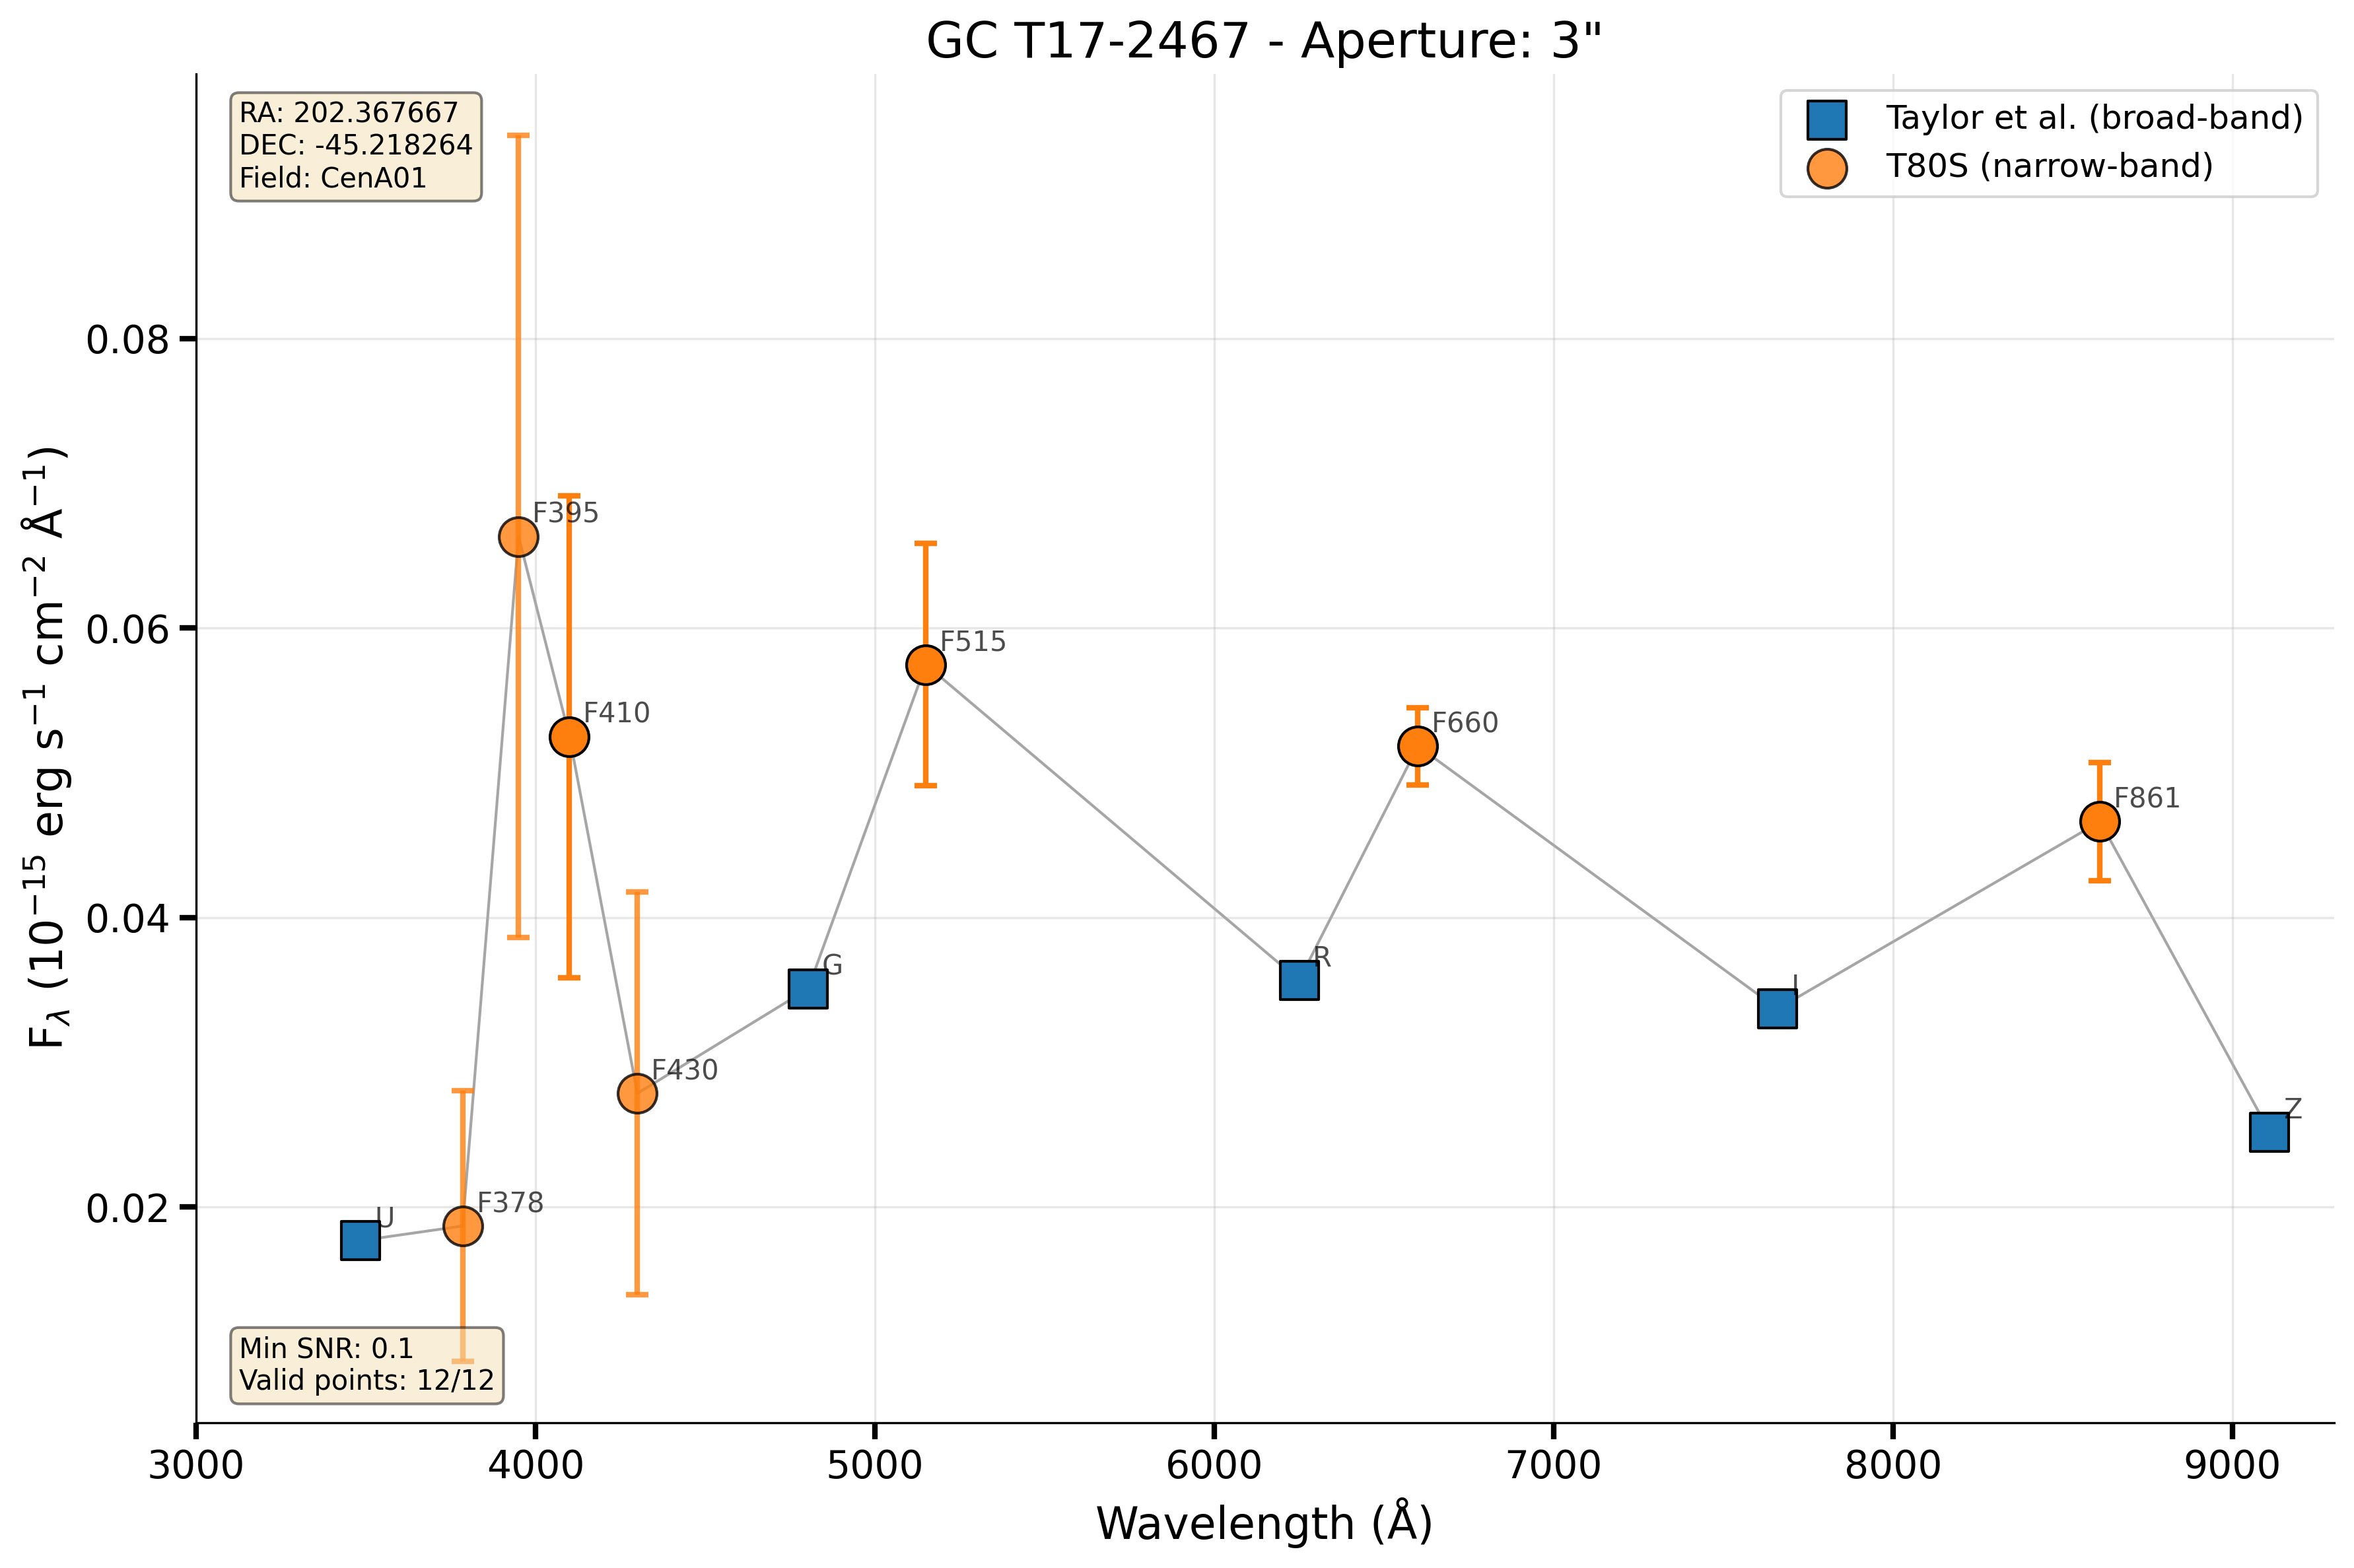 GC T17-2467 - Aperture: 3"
RA: 202.367667
DEC: -45.218264
Field: CenA01
Taylor et al. (broad-band)
T80S (narrow-band)
F395
F410
F515
F660
F861
F430
F378
U
G
R
I
Z
Min SNR: 0.1
Valid points: 12/12
0.08
0.06
0.04
0.02
F$_{λ}$ (10$^{-15}$ erg s$^{-1}$ cm$^{-2}$ Å$^{-1}$)
3000 4000 5000 6000 7000 8000 9000
Wavelength (Å)